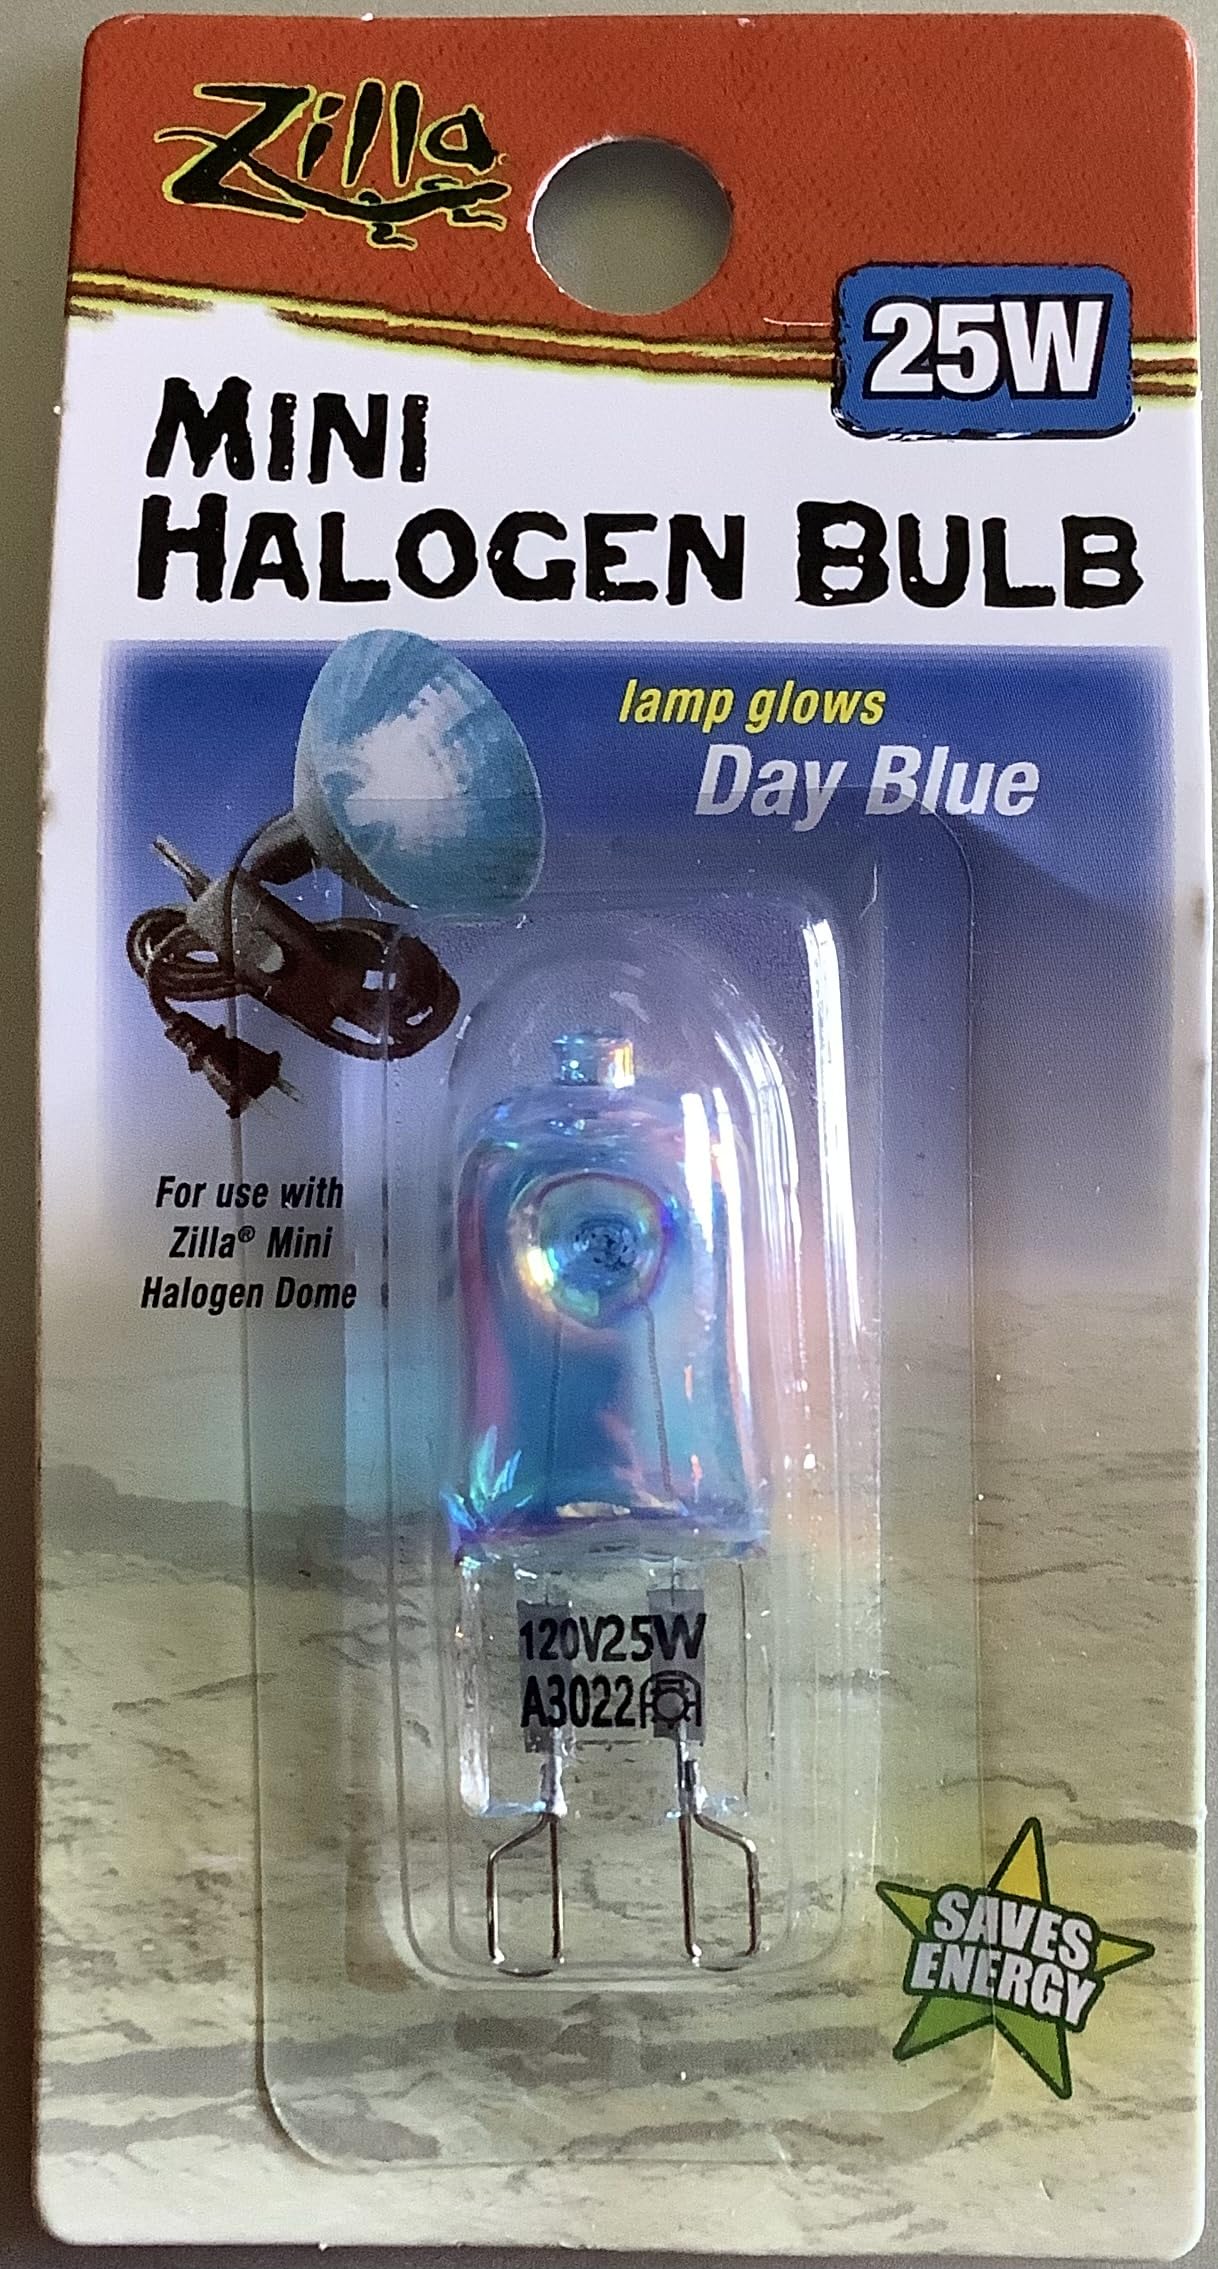 Zilla
25W
MINI
HALOGEN BULB
lamp glows
Day Blue
For use with
Zilla® Mini
Halogen Dome
120V25W
A3022
SAVES
ENERGY